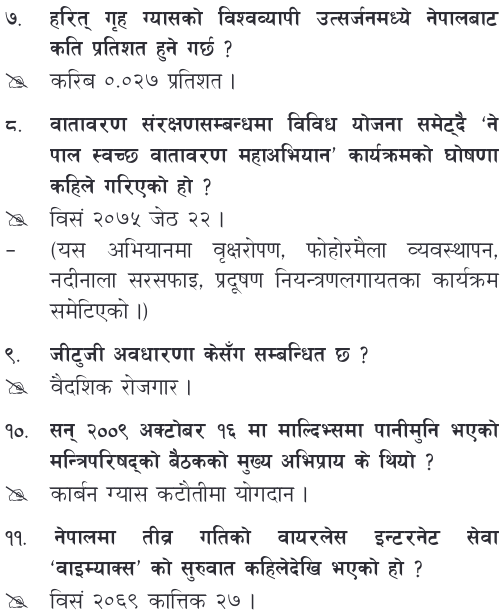 ७. हरित् गृह ग्यासको विश्वव्यापी उत्सर्जनमध्ये नेपालबाट
कति प्रतिशत हुने गर्छ ?
करिब ०.०२७ प्रतिशत ।
८. वातावरण संरक्षणसम्बन्धमा विविध योजना समेट्दै ‘ने
पाल स्वच्छ वातावरण महाअभियान’ कार्यक्रमको घोषणा
कहिले गरिएको हो ?
विसं २०७५ जेठ २२ ।
– (यस अभियानमा वृक्षरोपण, फोहोरमैला व्यवस्थापन,
नदीनाला सरसफाइ, प्रदूषण नियन्त्रणलगायतका कार्यक्रम
समेटिएको ।)
९. जीटुजी अवधारणा केसँग सम्बन्धित छ ?
वैदशिक रोजगार ।
१०. सन् २००९ अक्टोबर १६ मा माल्दिभ्समा पानीमुनि भएको
मन्त्रिपरिषद्को बैठकको मुख्य अभिप्राय के थियो ?
कार्बन ग्यास कटौतीमा योगदान ।
११. नेपालमा तीव्र गतिको वायरलेस इन्टरनेट सेवा
‘वाइम्याक्स’ को सुरुवात कहिलेदेखि भएको हो ?
विसं २०६९ कात्तिक २७ ।